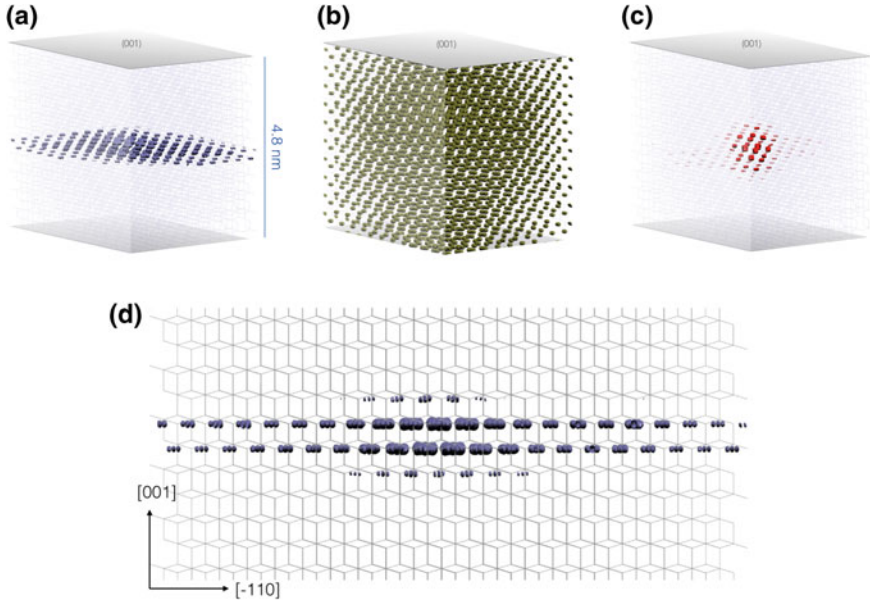 (a)
(b)
(c)
(001)
(001)
(001)
4.8 nm
(d)
[001]
[-110]